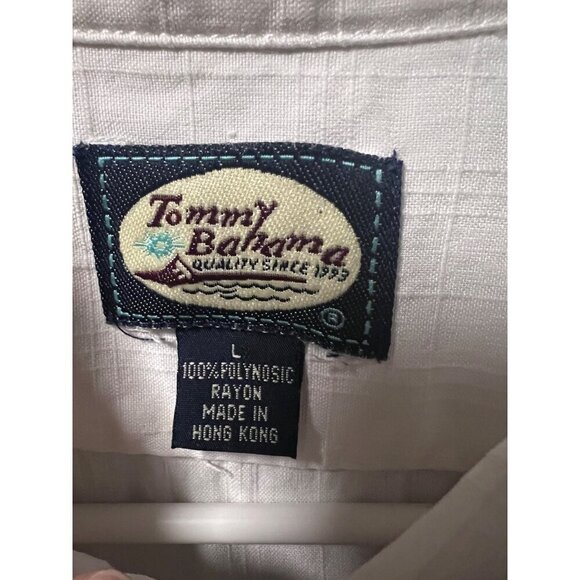 Tommy
Bahama
QUALITY SINCE 1993
®
L
100% POLYNOSIC
RAYON
MADE IN
HONG KONG